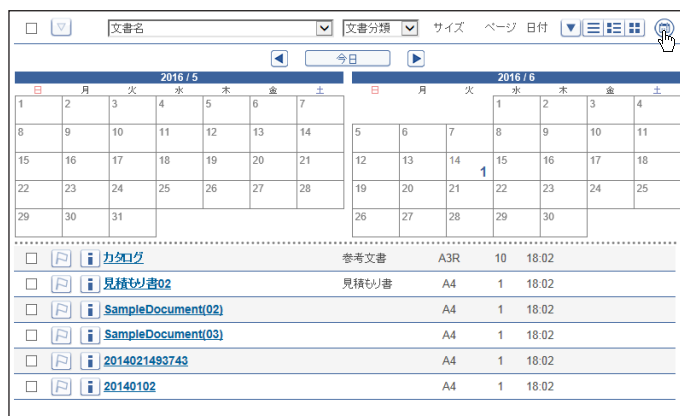 文書名 文書分類 サイズ ページ 日付
今日
2016 / 5 2016 / 6
日 月 火 水 木 金 土 日 月 火 水 木 金 土
1 2 3 4 5 6 7 1 2 3 4
8 9 10 11 12 13 14 5 6 7 8 9 10 11
15 16 17 18 19 20 21 12 13 14 1 15 16 17 18
22 23 24 25 26 27 28 19 20 21 22 23 24 25
29 30 31 26 27 28 29 30
カタログ 参考文書 A3R 10 18:02
見積もり書02 見積もり書 A4 1 18:02
SampleDocument(02) A4 1 18:02
SampleDocument(03) A4 1 18:02
2014021493743 A4 1 18:02
20140102 A4 1 18:02